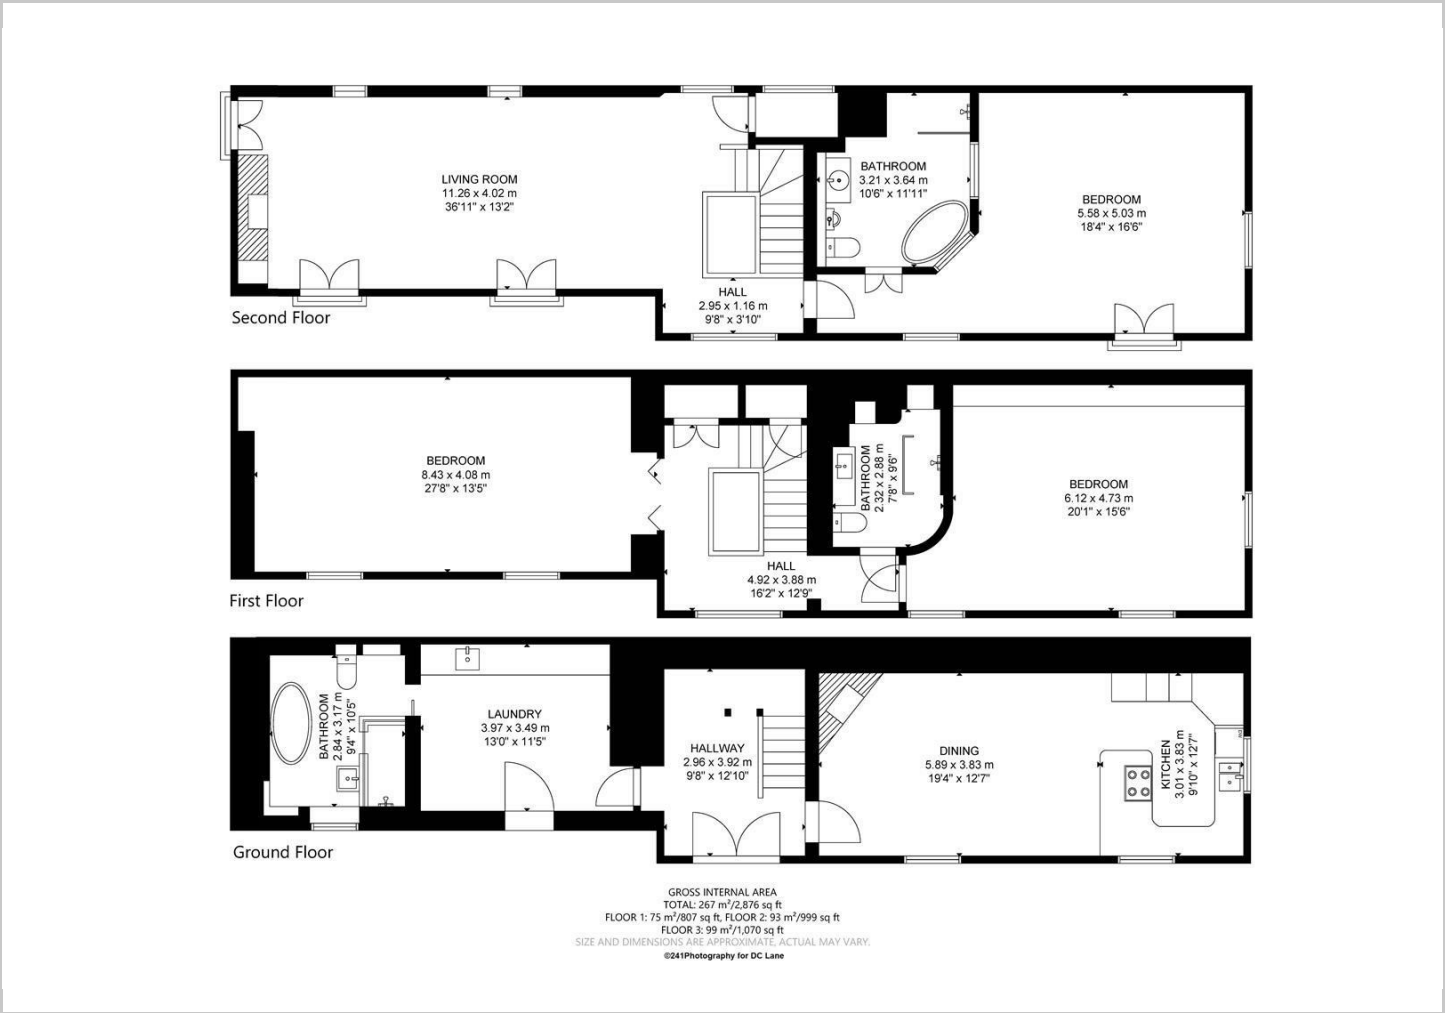 LIVING ROOM
11.26 x 4.02 m
36'11" x 13'2"
BATHROOM
3.21 x 3.64 m
10'6" x 11'11"
BEDROOM
5.58 x 5.03 m
18'4" x 16'6"
HALL
2.95 x 1.16 m
9'8" x 3'10"
Second Floor
BEDROOM
8.43 x 4.08 m
27'8" x 13'5"
BATHROOM
2.32 x 2.88 m
7'8" x 9'6"
BEDROOM
6.12 x 4.73 m
20'1" x 15'6"
HALL
4.92 x 3.88 m
16'2" x 12'9"
First Floor
BATHROOM
2.84 x 3.17 m
9'4" x 10'5"
LAUNDRY
3.97 x 3.49 m
13'0" x 11'5"
HALLWAY
2.96 x 3.92 m
9'8" x 12'10"
DINING
5.89 x 3.83 m
19'4" x 12'7"
KITCHEN
3.01 x 3.83 m
9'10" x 12'7"
Ground Floor
GROSS INTERNAL AREA
TOTAL: 267 m²/2,876 sq ft
FLOOR 1: 75 m²/807 sq ft, FLOOR 2: 93 m²/999 sq ft
FLOOR 3: 99 m²/1,070 sq ft
SIZE AND DIMENSIONS ARE APPROXIMATE, ACTUAL MAY VARY.
©241Photography for DC Lane